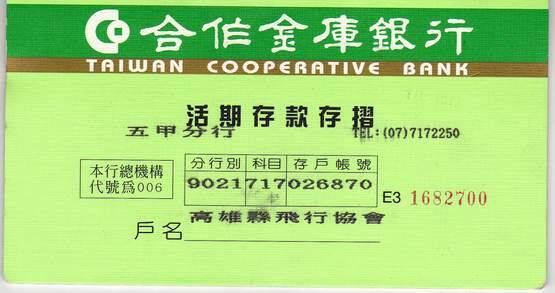 合作金庫銀行
TAIWAN COOPERATIVE BANK
活期存款存摺
五甲分行 TEL:(07)7172250
本行總機構
代號為006
分行別 科目 存戶帳號
9021717026870
E3 1682700
戶名 高雄縣飛行協會